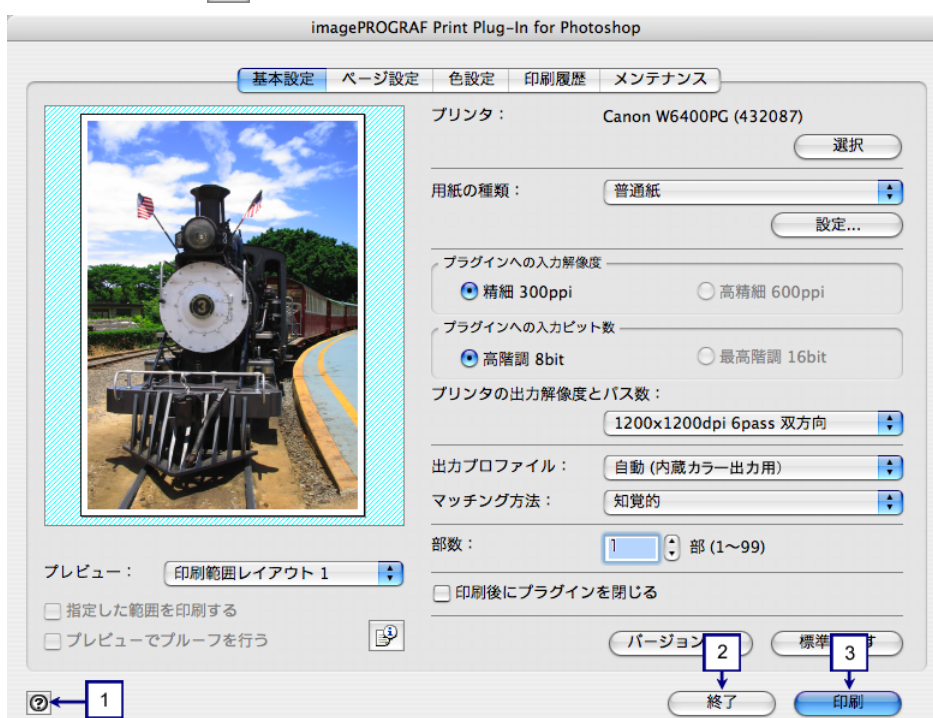 imagePROGRAF Print Plug-In for Photoshop
基本設定 ページ設定 色設定 印刷履歴 メンテナンス
プリンタ： Canon W6400PG (432087)
選択
用紙の種類： 普通紙
設定...
プラグインへの入力解像度
精細 300ppi 高精細 600ppi
プラグインへの入力ビット数
高階調 8bit 最高階調 16bit
プリンタの出力解像度とパス数：
1200x1200dpi 6pass 双方向
出力プロファイル： 自動 (内蔵カラー出力用)
マッチング方法： 知覚的
部数： 1 部 (1〜99)
プレビュー： 印刷範囲レイアウト 1
印刷後にプラグインを閉じる
指定した範囲を印刷する
プレビューでプルーフを行う
バージョン 標準 す
2 3
1
終了 印刷